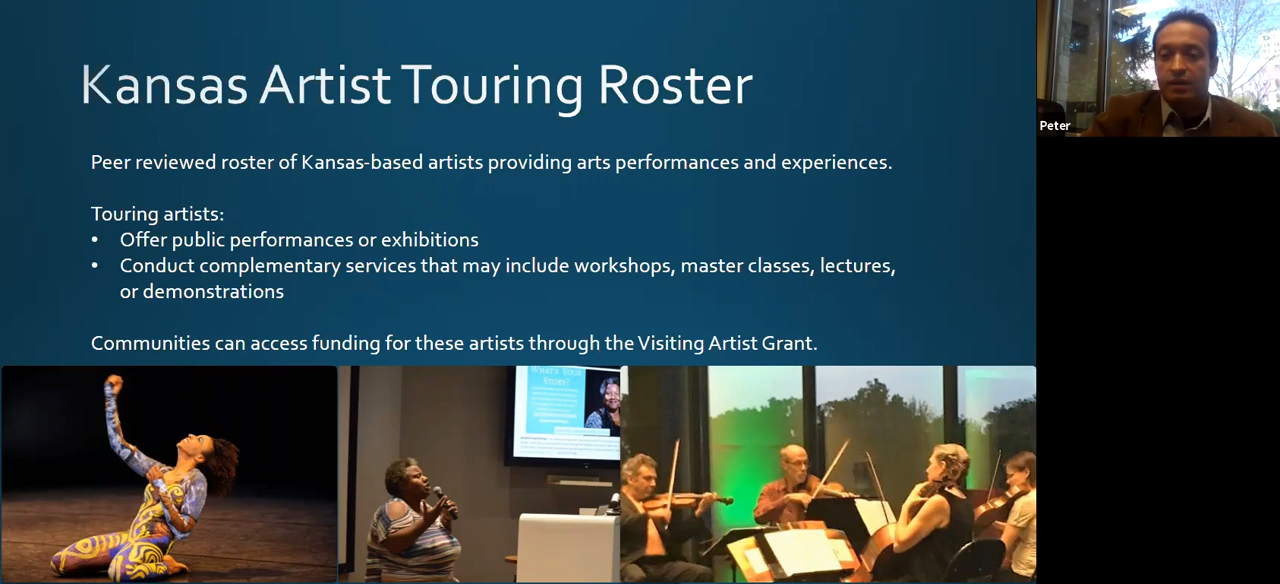 Kansas Artist Touring Roster
Peter
Peer reviewed roster of Kansas-based artists providing arts performances and experiences.
Touring artists:
• Offer public performances or exhibitions
• Conduct complementary services that may include workshops, master classes, lectures,
or demonstrations
Communities can access funding for these artists through the Visiting Artist Grant.
WHAT'S YOUR
STORY?